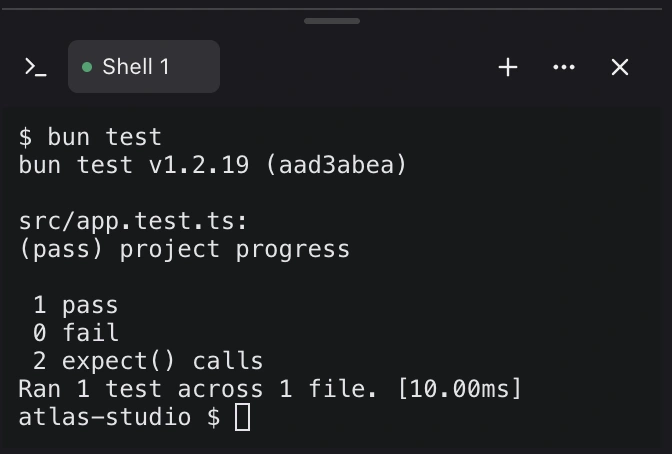 Shell 1
$ bun test
bun test v1.2.19 (aad3abea)
src/app.test.ts:
(pass) project progress
1 pass
0 fail
2 expect() calls
Ran 1 test across 1 file. [10.00ms]
atlas-studio $